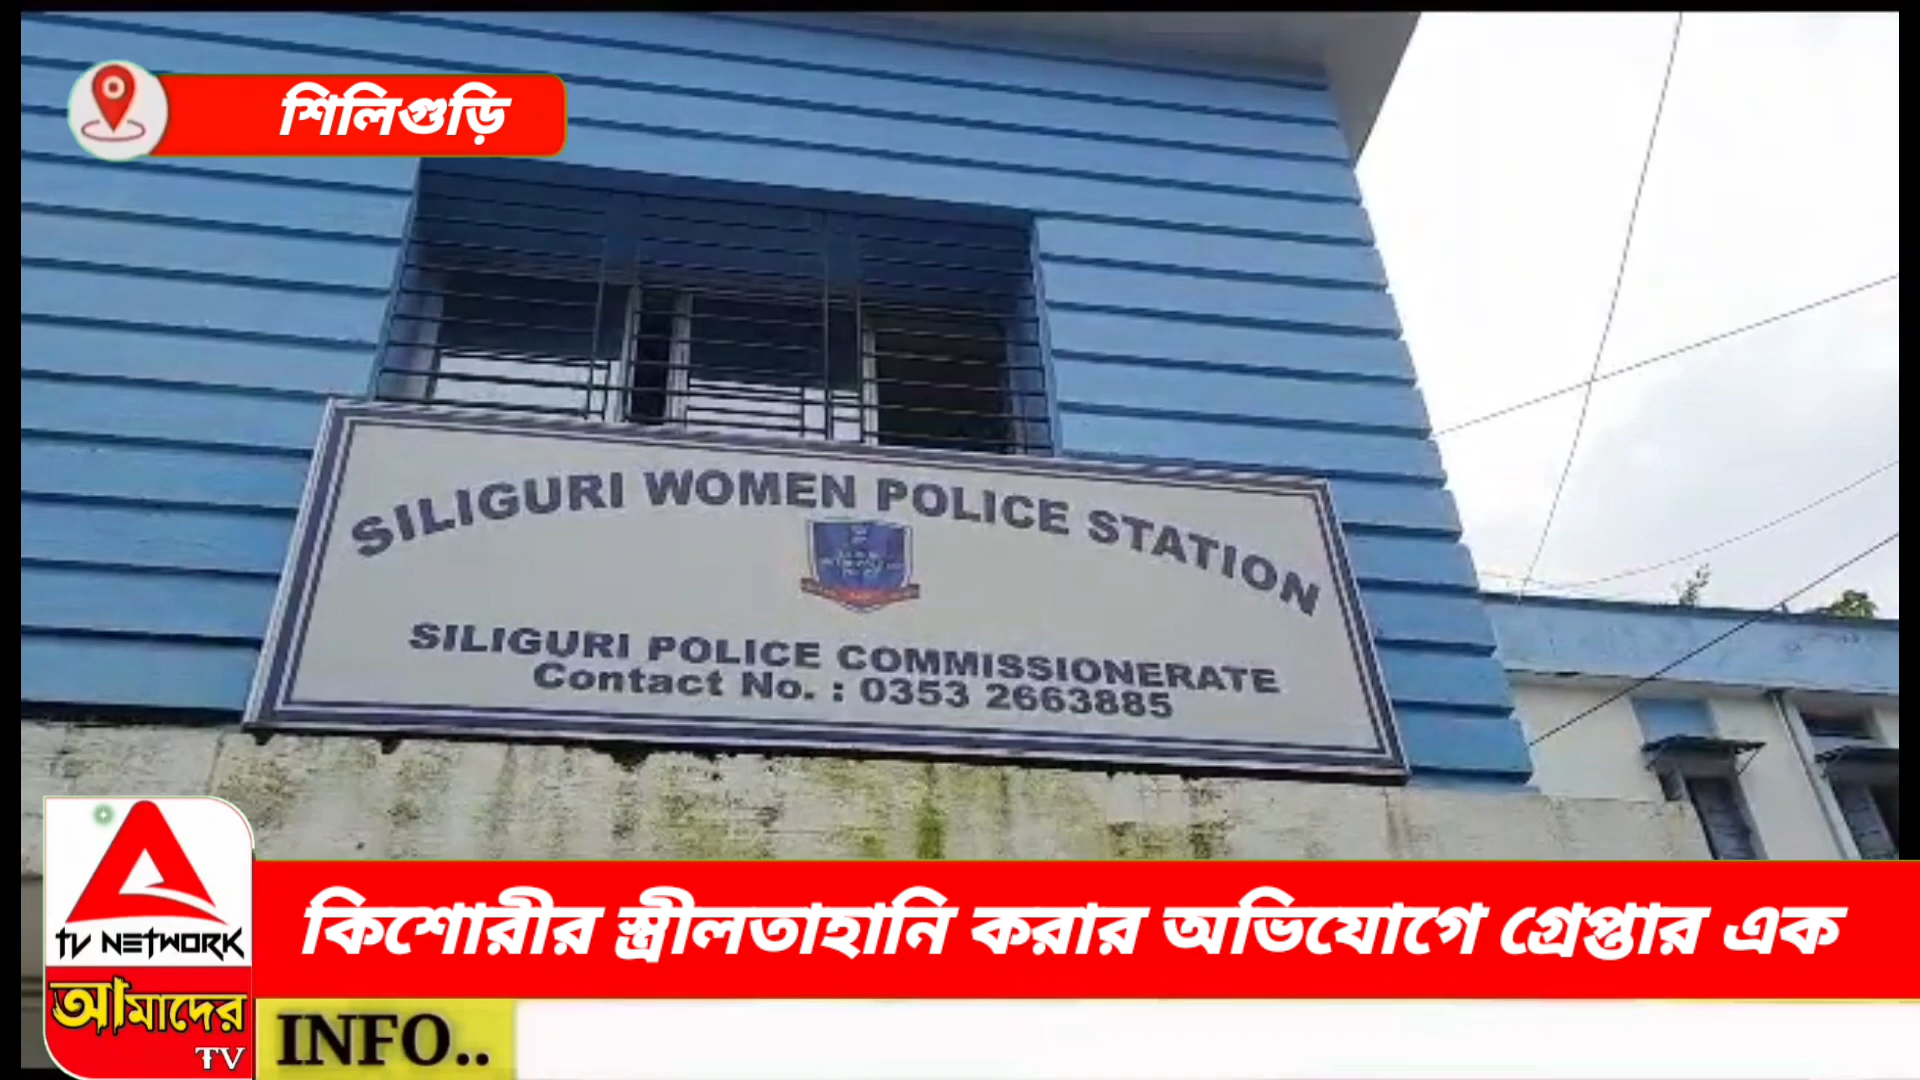 শিলিগুড়ি
SILIGURI WOMEN POLICE STATION
SILIGURI POLICE COMMISSIONERATE
Contact No. : 0353 2663885
কিশোরীর স্ত্রীলতাহানি করার অভিযোগে গ্রেপ্তার এক
TV NETWORK
আমাদের
TV
INFO..